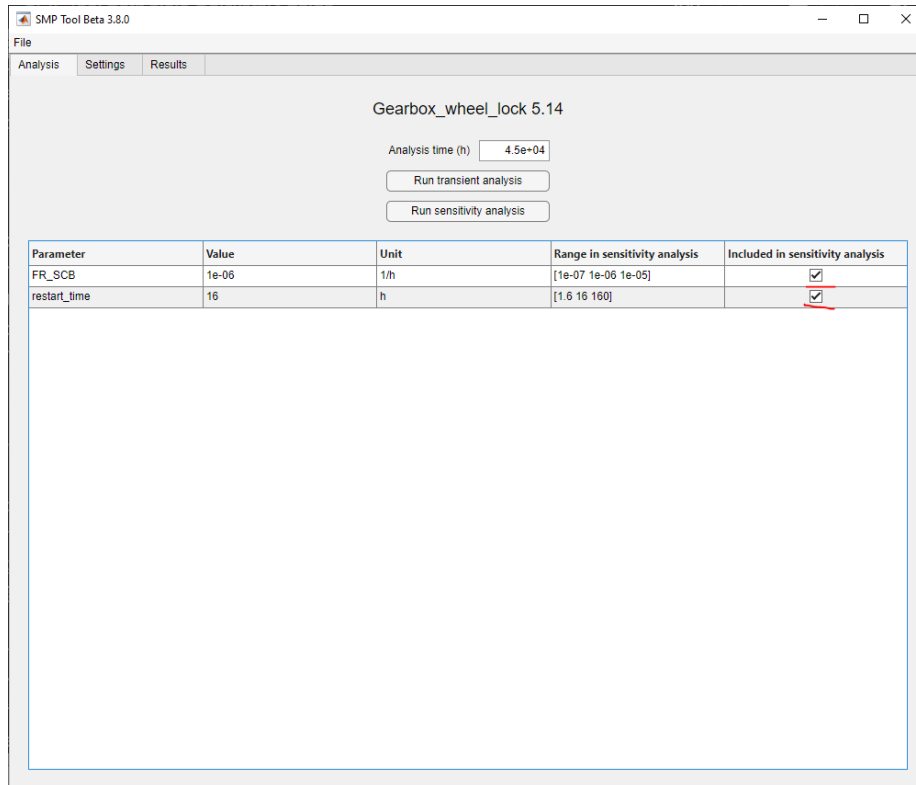 SMP Tool Beta 3.8.0
File
Analysis Settings Results
Gearbox_wheel_lock 5.14
Analysis time (h) 4.5e+04
Run transient analysis
Run sensitivity analysis
Parameter Value Unit Range in sensitivity analysis Included in sensitivity analysis
FR_SCB 1e-06 1/h [1e-07 1e-06 1e-05]
restart_time 16 h [1.6 16 160]